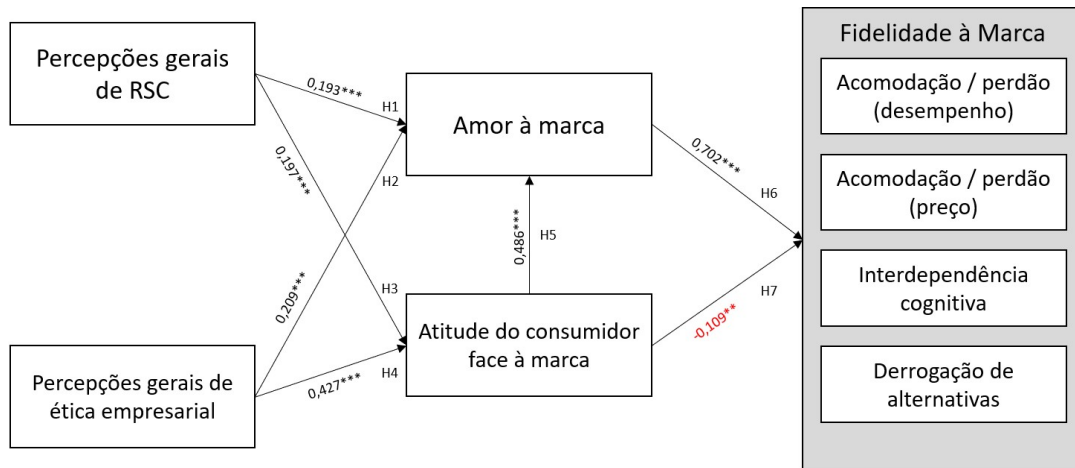 Percepções gerais
de RSC
0,193***
H1
0,197***
H2
Amor à marca
0,702***
H6
0,486***
H5
0,209***
H3
Percepções gerais de
ética empresarial
0,427***
H4
Atitude do consumidor
face à marca
-0,109**
H7
Fidelidade à Marca
Acomodação / perdão
(desempenho)
Acomodação / perdão
(preço)
Interdependência
cognitiva
Derrogação de
alternativas